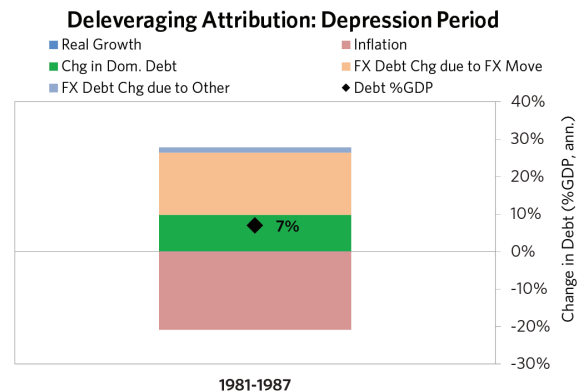 Deleveraging Attribution: Depression Period
Real Growth Inflation
Chg in Dom. Debt FX Debt Chg due to FX Move
FX Debt Chg due to Other Debt %GDP
40%
30%
20%
10%
0%
-10%
-20%
-30%
Change in Debt (%GDP, ann.)
7%
1981-1987